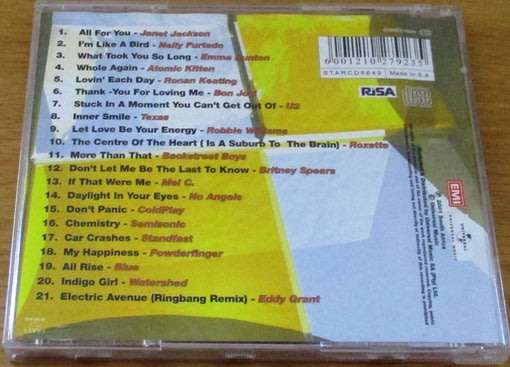 1. All For You - Janet Jackson
2. I'm Like A Bird - Nelly Furtado
3. What Took You So Long - Emma Bunton
4. Whole Again - Atomic Kitten
5. Lovin' Each Day - Ronan Keating
6. Thank -You For Loving Me - Bon Jovi
7. Stuck In A Moment You Can't Get Out Of - U2
8. Inner Smile - Texas
9. Let Love Be Your Energy - Robbie Williams
10. The Centre Of The Heart ( Is A Suburb To The Brain) - Roxette
11. More Than That - Backstreet Boys
12. Don't Let Me Be The Last To Know - Britney Spears
13. If That Were Me - Mel C.
14. Daylight In Your Eyes - No Angels
15. Don't Panic - ColdPlay
16. Chemistry - Semisonic
17. Car Crashes - Standfast
18. My Happiness - Powderfinger
19. All Rise - Blue
20. Indigo Girl - Watershed
21. Electric Avenue (Ringbang Remix) - Eddy Grant
6001210279235
STARCD6649 Made in S.A
RiSA
EMI